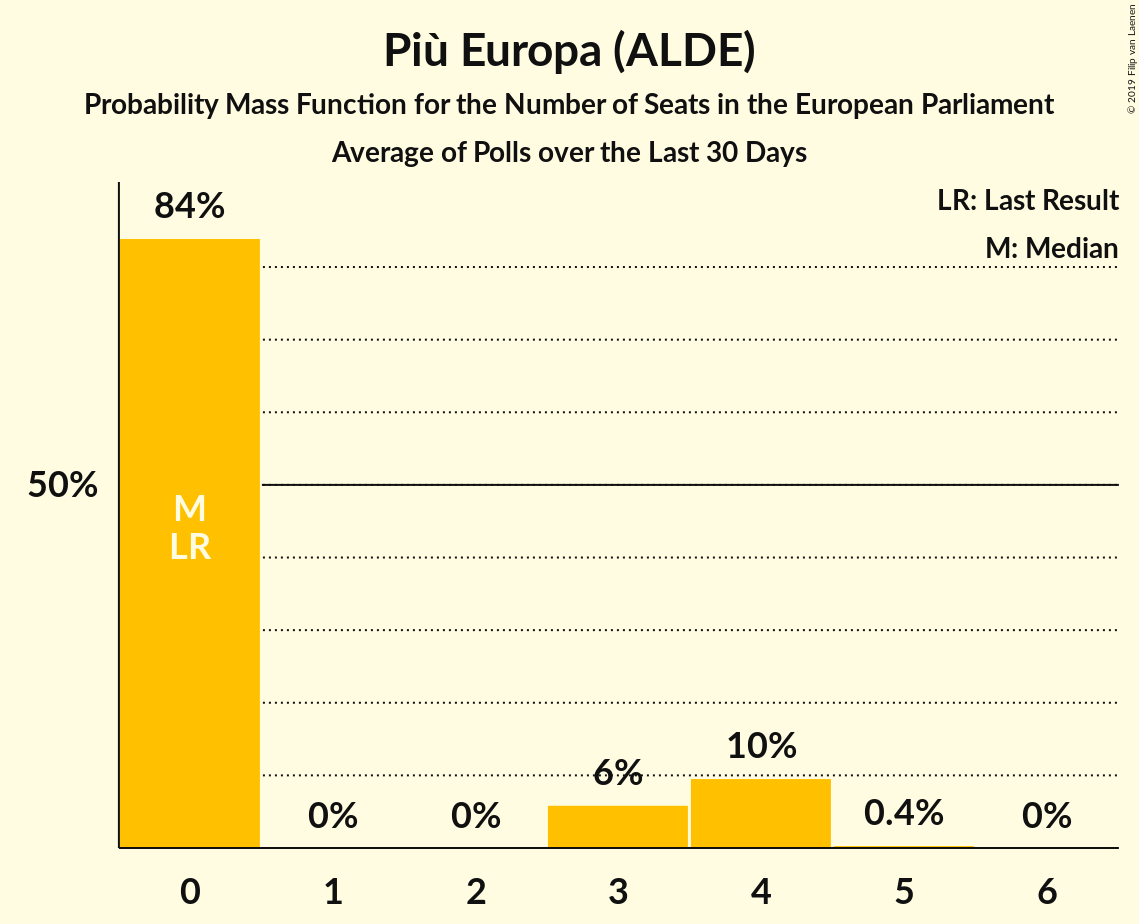 Più Europa (ALDE)
Probability Mass Function for the Number of Seats in the European Parliament
Average of Polls over the Last 30 Days
© 2019 Filip van Laenen
LR: Last Result
M: Median
84%
50%
M
LR
0%
0%
6%
10%
0.4%
0%
0
1
2
3
4
5
6